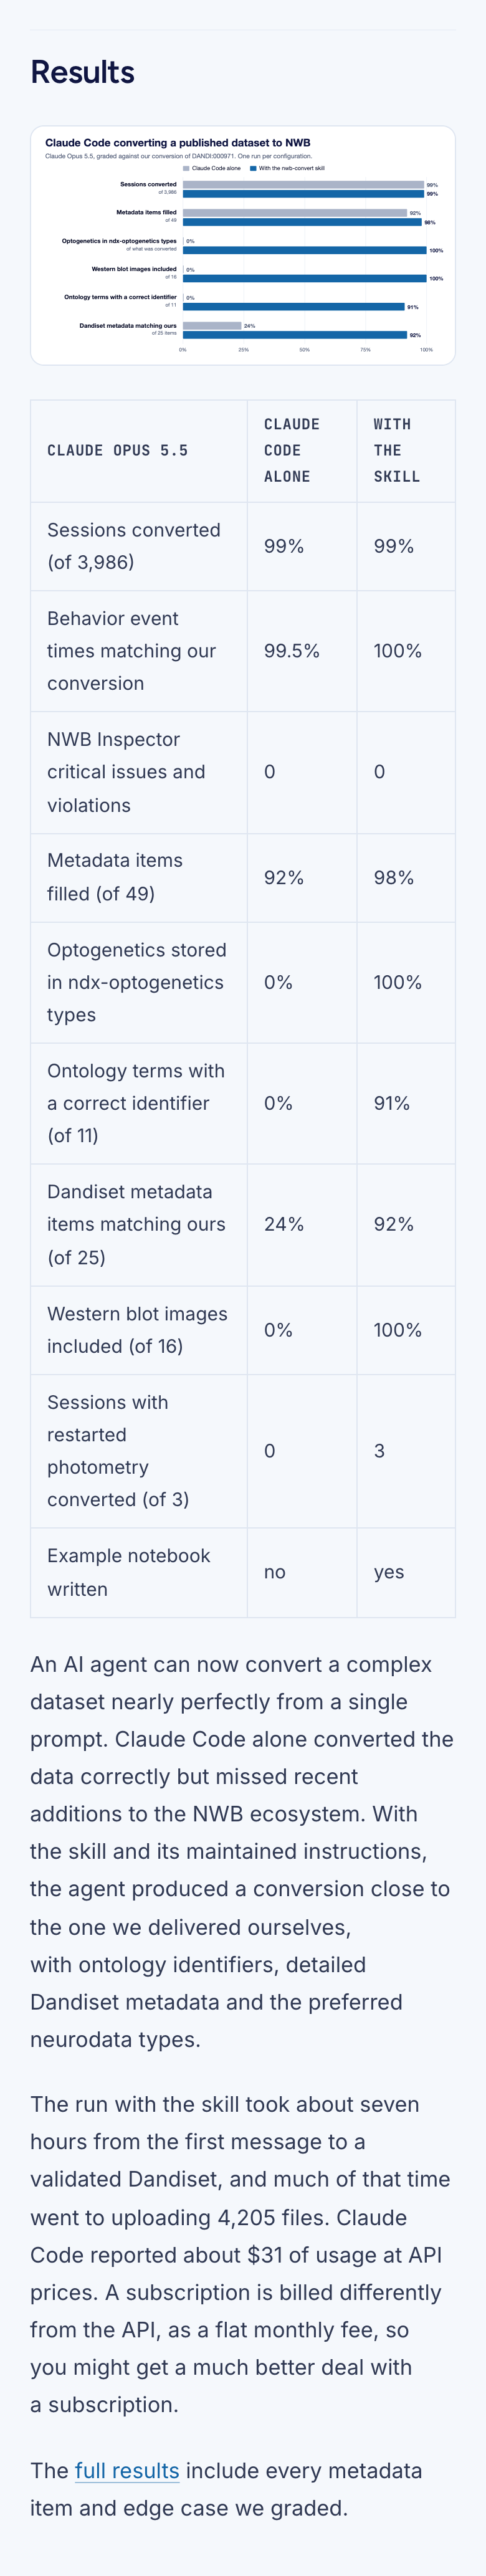 Results
Claude Code converting a published dataset to NWB
Claude Opus 5.5, graded against our conversion of DANDI:000971. One run per configuration.
Claude Code alone With the nwb-convert skill
Sessions converted
of 3,986
99%
99%
Metadata items filled
of 49
92%
98%
Optogenetics in ndx-optogenetics types
of what was converted
0%
100%
Western blot images included
of 16
0%
100%
Ontology terms with a correct identifier
of 11
0%
91%
Dandiset metadata matching ours
of 25 items
24%
92%
0% 25% 50% 75% 100%
CLAUDE OPUS 5.5
CLAUDE
CODE
ALONE
WITH
THE
SKILL
Sessions converted
(of 3,986)
99%
99%
Behavior event
times matching our
conversion
99.5%
100%
NWB Inspector
critical issues and
violations
0
0
Metadata items
filled (of 49)
92%
98%
Optogenetics stored
in ndx-optogenetics
types
0%
100%
Ontology terms with
a correct identifier
(of 11)
0%
91%
Dandiset metadata
items matching ours
(of 25)
24%
92%
Western blot images
included (of 16)
0%
100%
Sessions with
restarted
photometry
converted (of 3)
0
3
Example notebook
written
no
yes
An AI agent can now convert a complex
dataset nearly perfectly from a single
prompt. Claude Code alone converted the
data correctly but missed recent
additions to the NWB ecosystem. With
the skill and its maintained instructions,
the agent produced a conversion close to
the one we delivered ourselves,
with ontology identifiers, detailed
Dandiset metadata and the preferred
neurodata types.
The run with the skill took about seven
hours from the first message to a
validated Dandiset, and much of that time
went to uploading 4,205 files. Claude
Code reported about $31 of usage at API
prices. A subscription is billed differently
from the API, as a flat monthly fee, so
you might get a much better deal with
a subscription.
The full results include every metadata
item and edge case we graded.